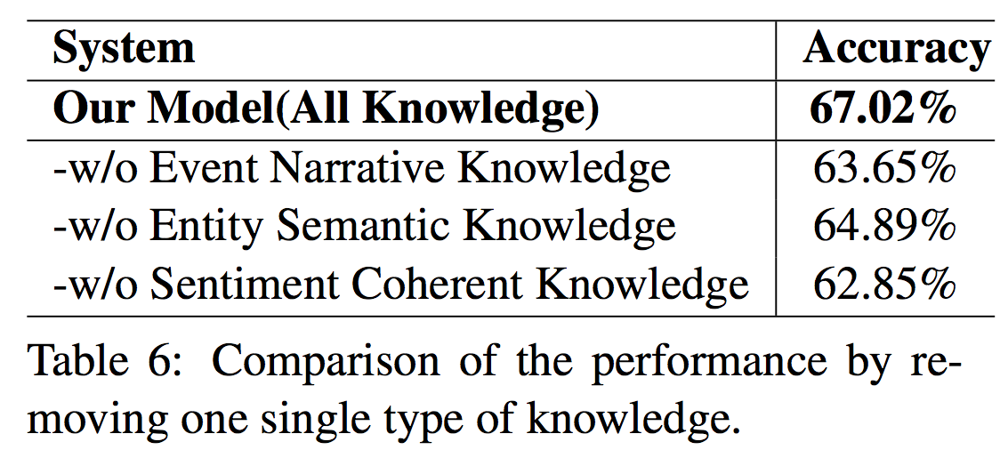 System Accuracy
Our Model(All Knowledge) 67.02%
-w/o Event Narrative Knowledge 63.65%
-w/o Entity Semantic Knowledge 64.89%
-w/o Sentiment Coherent Knowledge 62.85%
Table 6: Comparison of the performance by re-
moving one single type of knowledge.